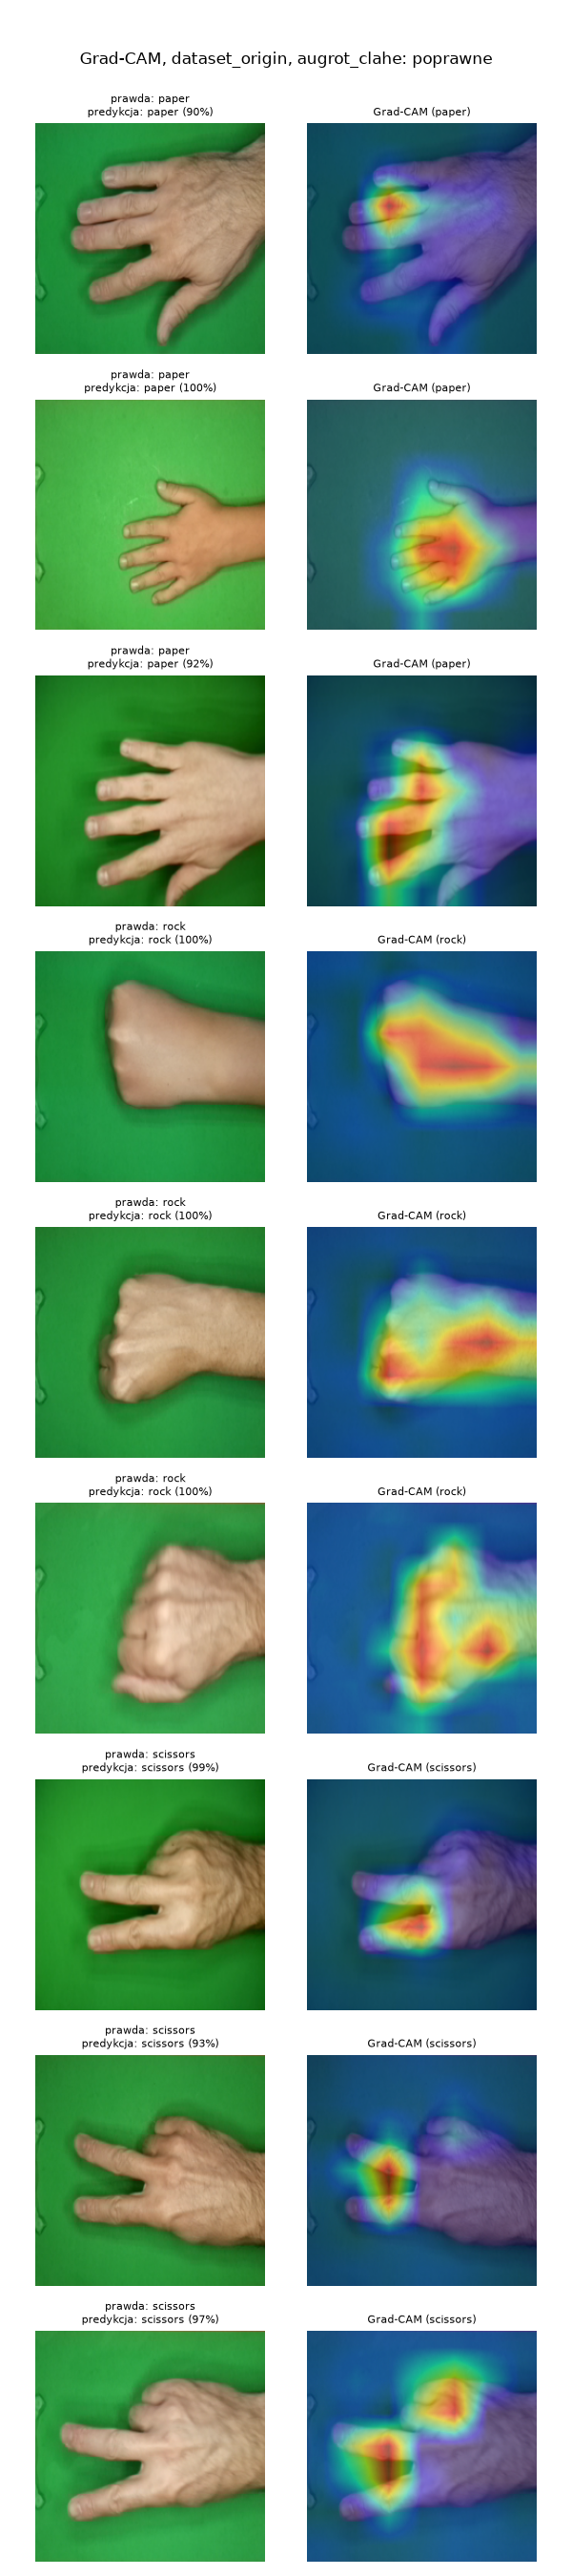 Grad-CAM, dataset_origin, augrot_clahe: poprawne
prawda: paper
predykcja: paper (90%)
Grad-CAM (paper)
prawda: paper
predykcja: paper (100%)
Grad-CAM (paper)
prawda: paper
predykcja: paper (92%)
Grad-CAM (paper)
prawda: rock
predykcja: rock (100%)
Grad-CAM (rock)
prawda: rock
predykcja: rock (100%)
Grad-CAM (rock)
prawda: rock
predykcja: rock (100%)
Grad-CAM (rock)
prawda: scissors
predykcja: scissors (99%)
Grad-CAM (scissors)
prawda: scissors
predykcja: scissors (93%)
Grad-CAM (scissors)
prawda: scissors
predykcja: scissors (97%)
Grad-CAM (scissors)